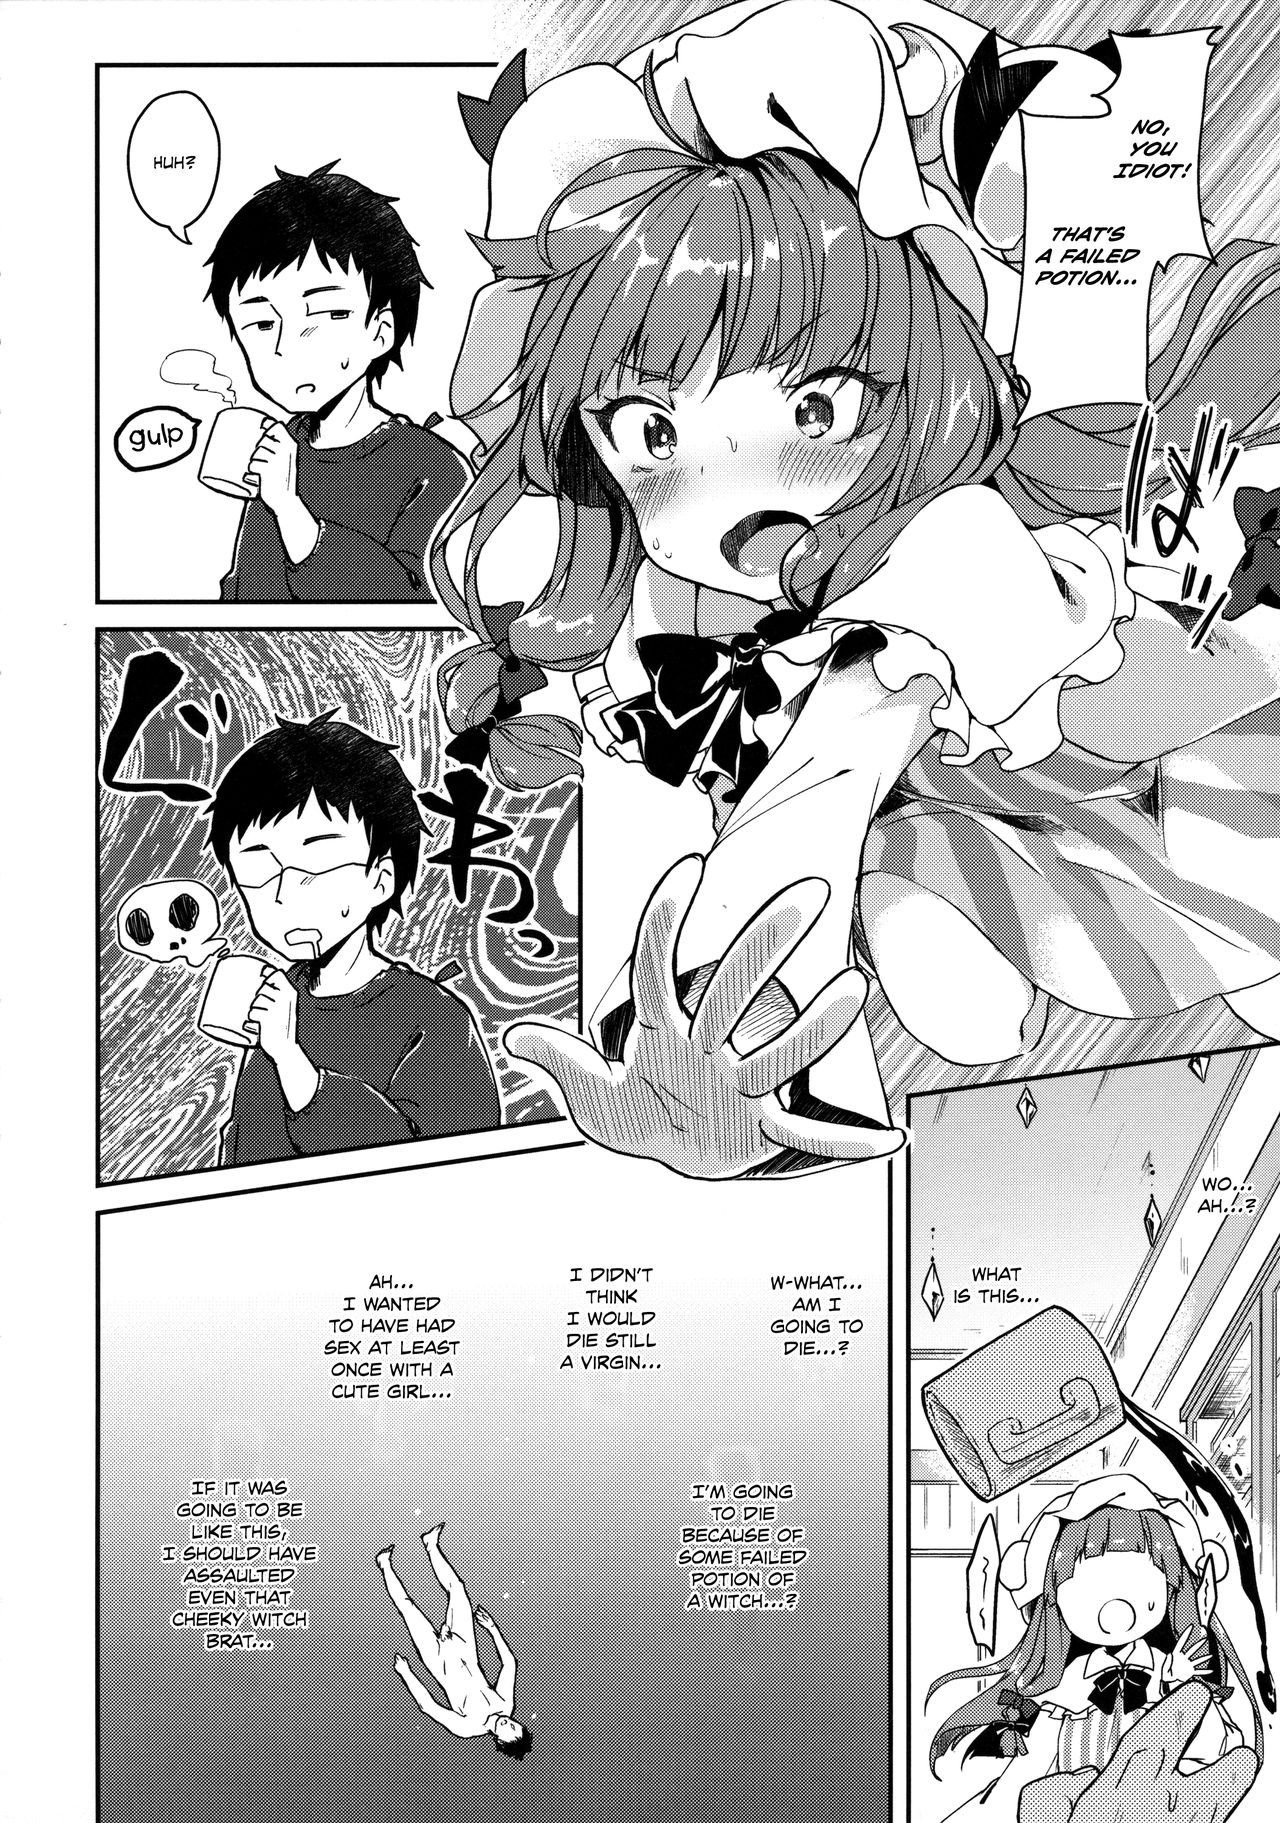 NO,
YOU
IDIOT!
THAT'S
A FAILED
POTION...
HUH?
gulp
ぐ
わっ
WO...
AH...?
WHAT
IS THIS...
W-WHAT...
AM I
GOING TO
DIE...?
I DIDN'T
THINK
I WOULD
DIE STILL
A VIRGIN...
AH...
I WANTED
TO HAVE HAD
SEX AT LEAST
ONCE WITH A
CUTE GIRL...
I'M GOING
TO DIE
BECAUSE OF
SOME FAILED
POTION OF
A WITCH...?
IF IT WAS
GOING TO BE
LIKE THIS,
I SHOULD HAVE
ASSAULTED
EVEN THAT
CHEEKY WITCH
BRAT...